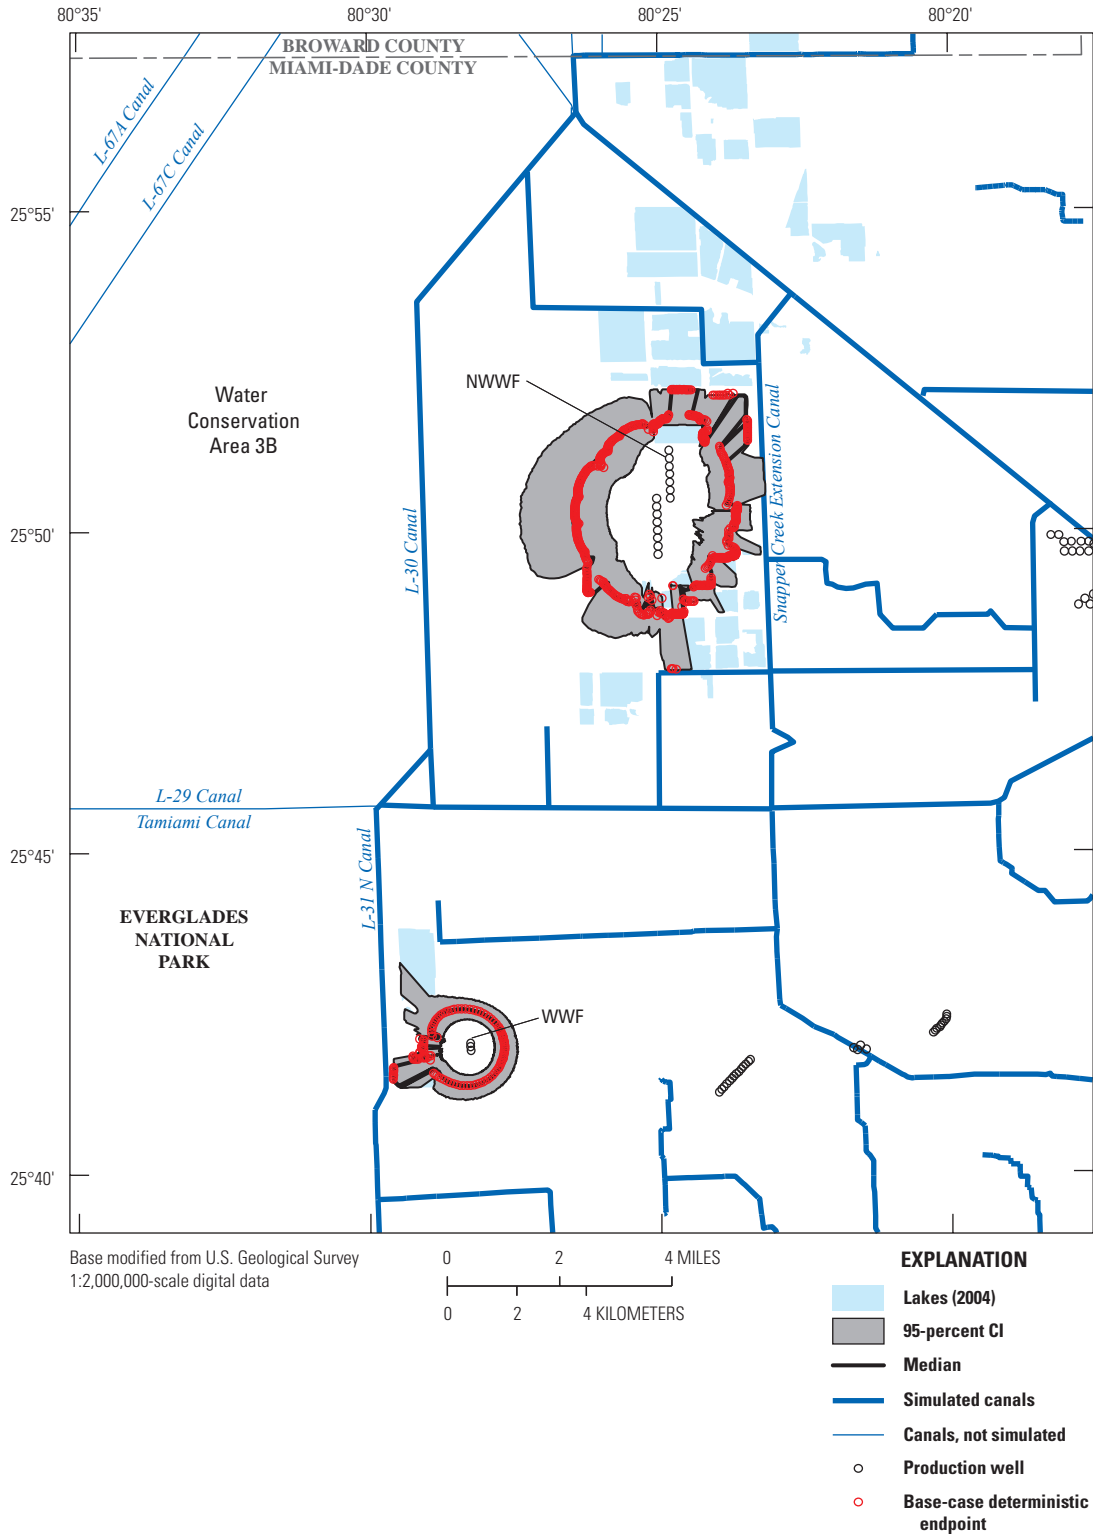 80°35'
80°30'
80°25'
80°20'
BROWARD COUNTY
MIAMI-DADE COUNTY
L-67A Canal
L-67C Canal
25°55'
NWWF
Water
Conservation
Area 3B
Snapper Creek Extension Canal
25°50'
L-30 Canal
L-29 Canal
Tamiami Canal
25°45'
L-31 N Canal
EVERGLADES
NATIONAL
PARK
WWF
25°40'
Base modified from U.S. Geological Survey
1:2,000,000-scale digital data
0 2 4 MILES
0 2 4 KILOMETERS
EXPLANATION
Lakes (2004)
95-percent CI
Median
Simulated canals
Canals, not simulated
Production well
Base-case deterministic
endpoint